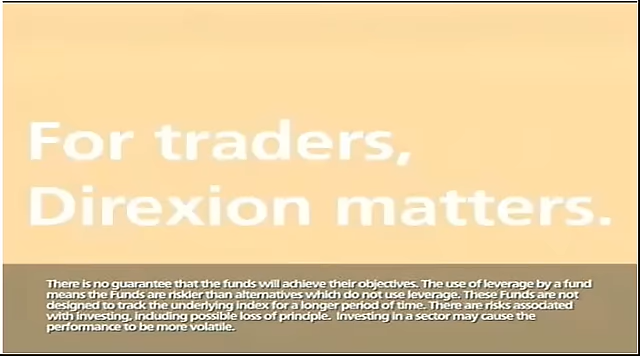 For traders,
Direxion matters.
There is no guarantee that the funds will achieve their objectives. The use of leverage by a fund
means the Funds are riskier than alternatives which do not use leverage. These Funds are not
designed to track the underlying index for a longer period of time. There are risks associated
with investing, including possible loss of principle. Investing in a sector may cause the
performance to be more volatile.